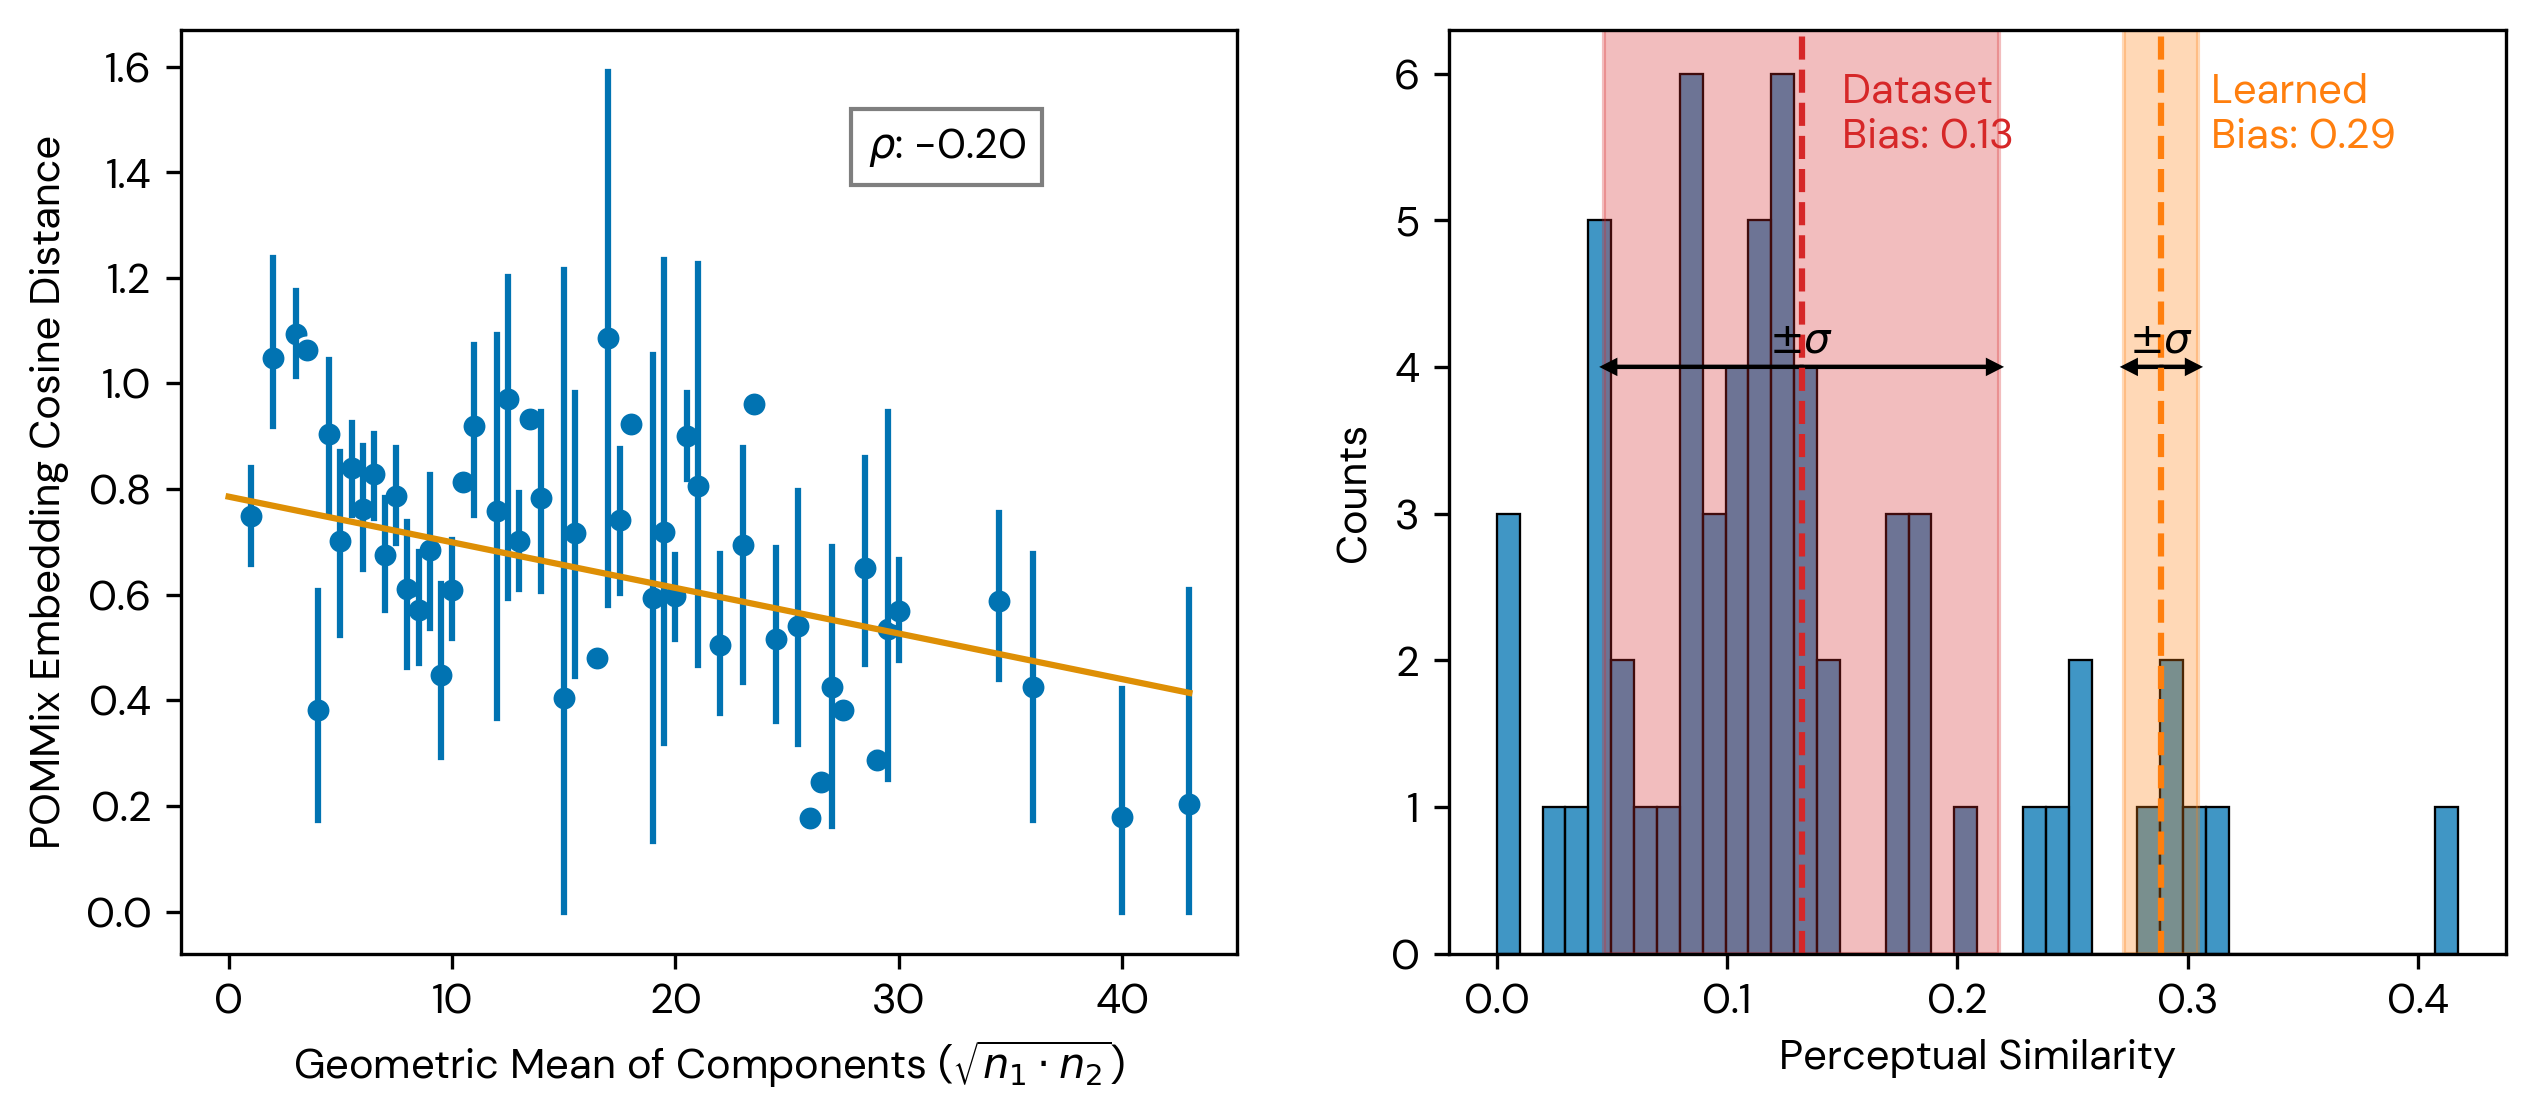 POMMix Embedding Cosine Distance
1.6
1.4
1.2
1.0
0.8
0.6
0.4
0.2
0.0
ρ: -0.20
0
10
20
30
40
Geometric Mean of Components (√n₁ · n₂)
Counts
6
5
4
3
2
1
0
Dataset
Bias: 0.13
Learned
Bias: 0.29
±σ
±σ
0.0
0.1
0.2
0.3
0.4
Perceptual Similarity